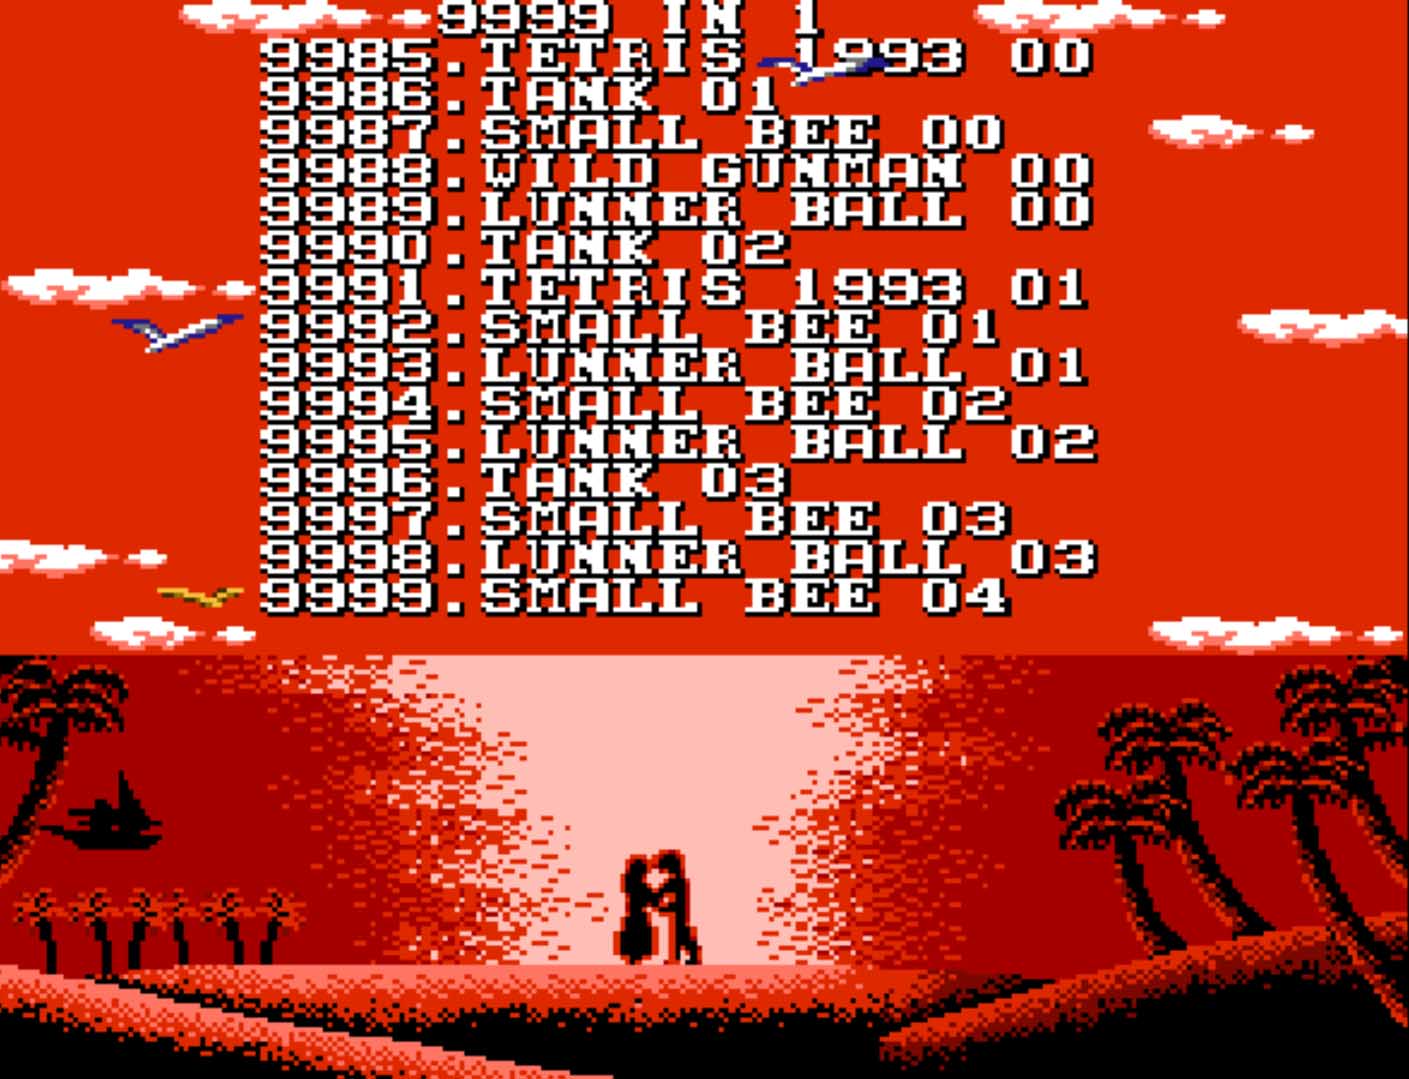 9999 IN 1
9985.TETRIS 1993 00
9986.TANK 01
9987.SMALL BEE 00
9988.WILD GUNMAN 00
9989.LUNNER BALL 00
9990.TANK 02
9991.TETRIS 1993 01
9992.SMALL BEE 01
9993.LUNNER BALL 01
9994.SMALL BEE 02
9995.LUNNER BALL 02
9996.TANK 03
9997.SMALL BEE 03
9998.LUNNER BALL 03
9999.SMALL BEE 04